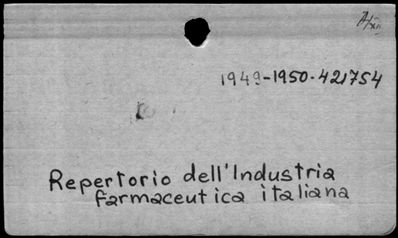 1949-1950-421754
Repertorio dell'Industria
farmaceutica italiana